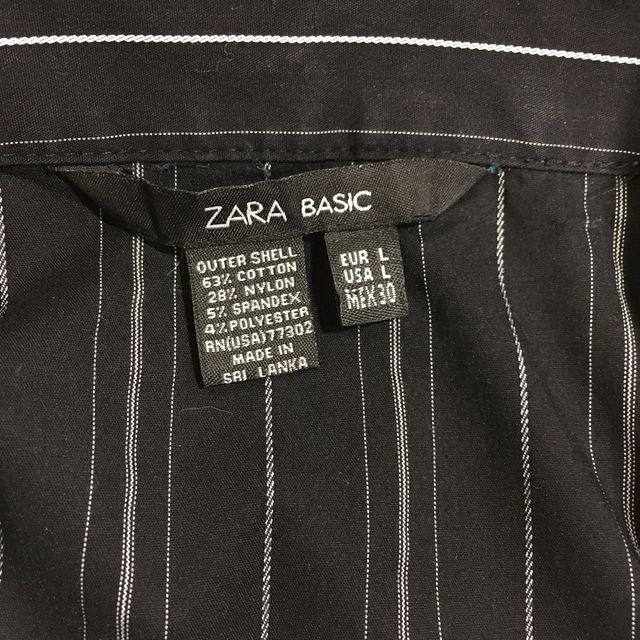 ZARA BASIC
OUTER SHELL
63% COTTON
28% NYLON
5% SPANDEX
4% POLYESTER
RN(USA)77302
MADE IN
SRI LANKA
EUR L
USA L
MEX 30